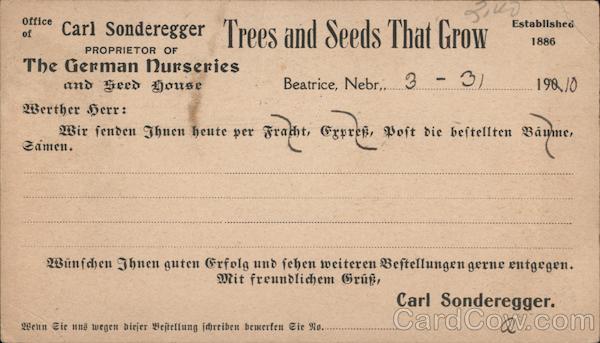 3.40
Office of Carl Sonderegger Trees and Seeds That Grow Established 1886
PROPRIETOR OF
The German Nurseries
and Seed House
Beatrice, Nebr., 3 - 31 1910
Werther Herr:
Wir senden Ihnen heute per Fracht, Expreß, Post die bestellten Bäume,
Samen.
Wünschen Ihnen guten Erfolg und sehen weiteren Bestellungen gerne entgegen.
Mit freundlichem Grüß,
Carl Sonderegger.
Wenn Sie uns wegen dieser Bestellung schreiben bemerken Sie No.
CardCow.com